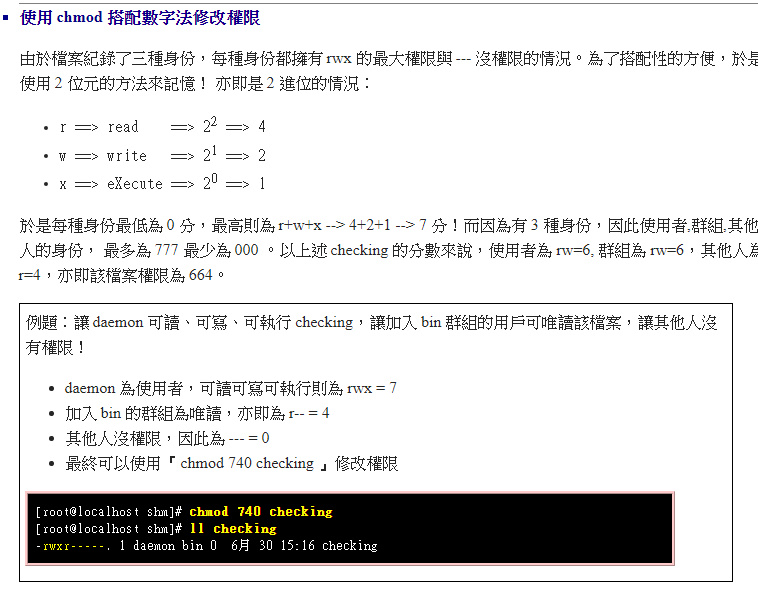 使用 chmod 搭配數字法修改權限
由於檔案紀錄了三種身份，每種身份都擁有 rwx 的最大權限與 --- 沒權限的情況。為了搭配性的方便，於是
使用 2 位元的方法來記憶！ 亦即是 2 進位的情況：
r ==> read ==> 2^2 ==> 4
w ==> write ==> 2^1 ==> 2
x ==> eXecute ==> 2^0 ==> 1
於是每種身份最低為 0 分，最高則為 r+w+x --> 4+2+1 --> 7 分！而因為有 3 種身份，因此使用者,群組,其他
人的身份， 最多為 777 最少為 000 。以上述 checking 的分數來說，使用者為 rw=6, 群組為 rw=6，其他人為
r=4，亦即該檔案權限為 664。
例題：讓 daemon 可讀、可寫、可執行 checking，讓加入 bin 群組的用戶可唯讀該檔案，讓其他人沒
有權限！
daemon 為使用者，可讀可寫可執行則為 rwx = 7
加入 bin 的群組為唯讀，亦即為 r-- = 4
其他人沒權限，因此為 --- = 0
最終可以使用『 chmod 740 checking 』修改權限
[root@localhost shm]# chmod 740 checking
[root@localhost shm]# ll checking
-rwxr-----. 1 daemon bin 0 6月 30 15:16 checking